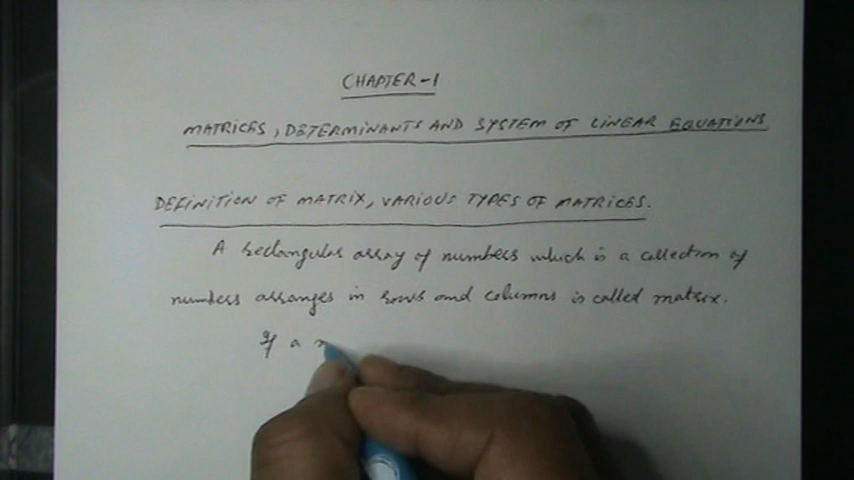 CHAPTER-1
MATRICES, DETERMINANTS AND SYSTEM OF LINEAR EQUATIONS
DEFINITION OF MATRIX, VARIOUS TYPES OF MATRICES.
A rectangular array of numbers which is a collection of
numbers arranges in rows and columns is called matrix.
If a